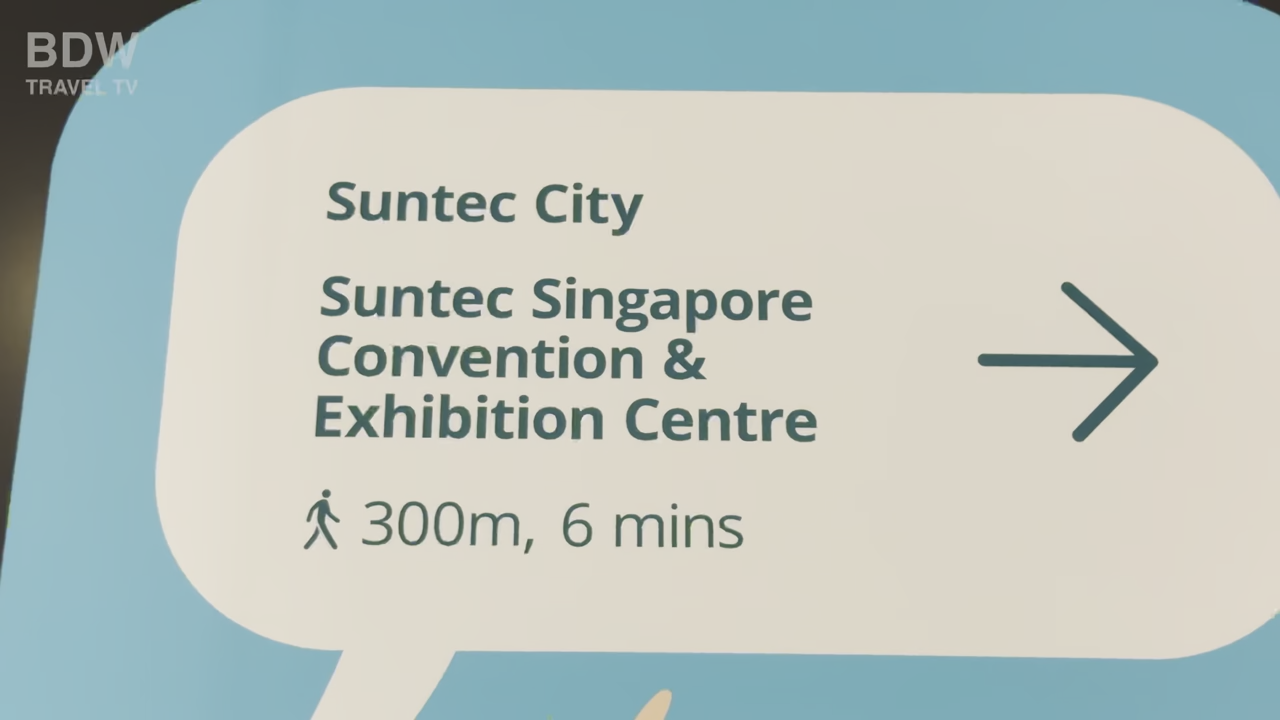 BDW
TRAVEL TV
Suntec City
Suntec Singapore
Convention &
Exhibition Centre
300m, 6 mins